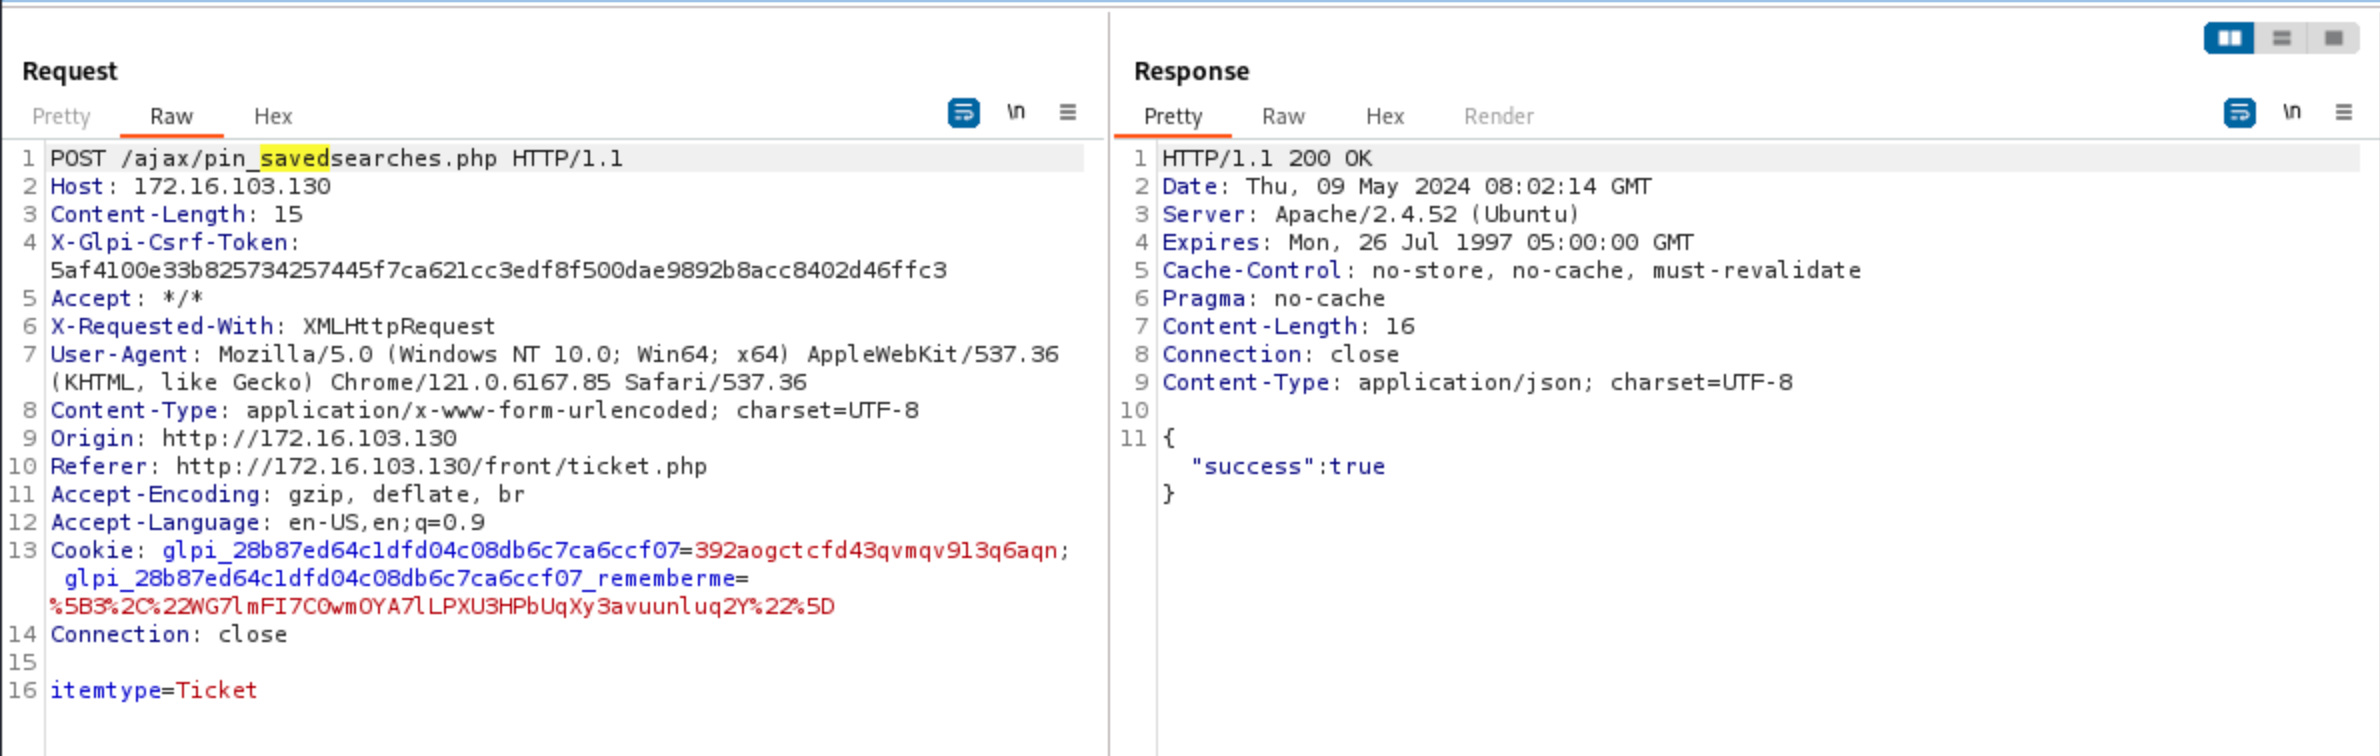 Request
Pretty Raw Hex
\n
1 POST /ajax/pin_savedsearches.php HTTP/1.1
2 Host: 172.16.103.130
3 Content-Length: 15
4 X-Glpi-Csrf-Token:
5af4100e33b825734257445f7ca621cc3edf8f500dae9892b8acc8402d46ffc3
5 Accept: */*
6 X-Requested-With: XMLHttpRequest
7 User-Agent: Mozilla/5.0 (Windows NT 10.0; Win64; x64) AppleWebKit/537.36
(KHTML, like Gecko) Chrome/121.0.6167.85 Safari/537.36
8 Content-Type: application/x-www-form-urlencoded; charset=UTF-8
9 Origin: http://172.16.103.130
10 Referer: http://172.16.103.130/front/ticket.php
11 Accept-Encoding: gzip, deflate, br
12 Accept-Language: en-US,en;q=0.9
13 Cookie: glpi_28b87ed64c1dfd04c08db6c7ca6ccf07=392aogctcfd43qvmqv913q6aqn;
glpi_28b87ed64c1dfd04c08db6c7ca6ccf07_rememberme=
%5B3%2C%22WG7lmFI7C0wmOYA7lLPXU3HPbUqXy3avuunluq2Y%22%5D
14 Connection: close
15
16 itemtype=Ticket
Response
Pretty Raw Hex Render
\n
1 HTTP/1.1 200 OK
2 Date: Thu, 09 May 2024 08:02:14 GMT
3 Server: Apache/2.4.52 (Ubuntu)
4 Expires: Mon, 26 Jul 1997 05:00:00 GMT
5 Cache-Control: no-store, no-cache, must-revalidate
6 Pragma: no-cache
7 Content-Length: 16
8 Connection: close
9 Content-Type: application/json; charset=UTF-8
10
11 {
"success":true
}